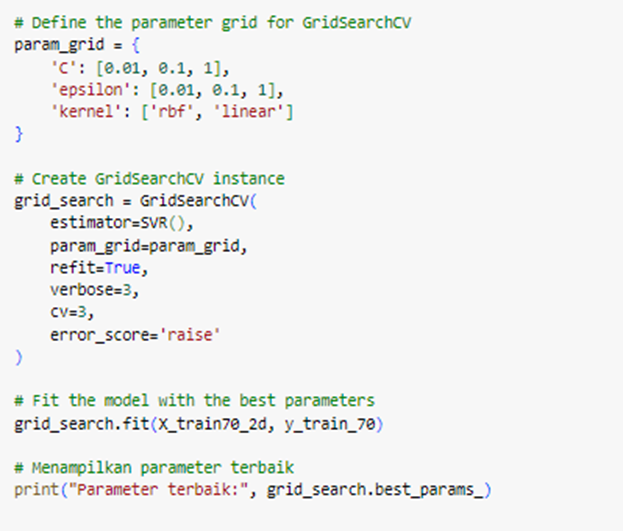 # Define the parameter grid for GridSearchCV
param_grid = {
    'C': [0.01, 0.1, 1],
    'epsilon': [0.01, 0.1, 1],
    'kernel': ['rbf', 'linear']
}
# Create GridSearchCV instance
grid_search = GridSearchCV(
    estimator=SVR(),
    param_grid=param_grid,
    refit=True,
    verbose=3,
    cv=3,
    error_score='raise'
)
# Fit the model with the best parameters
grid_search.fit(X_train70_2d, y_train_70)
# Menampilkan parameter terbaik
print("Parameter terbaik:", grid_search.best_params_)